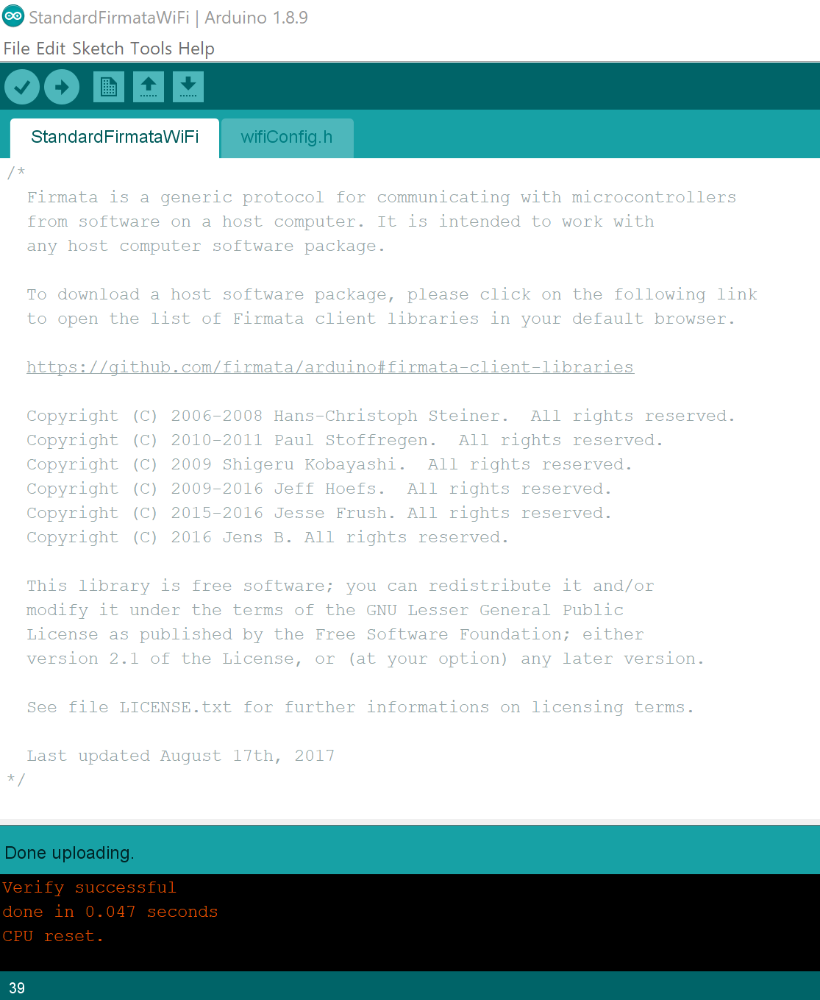 StandardFirmataWiFi | Arduino 1.8.9
File Edit Sketch Tools Help
StandardFirmataWiFi wifiConfig.h
/*
Firmata is a generic protocol for communicating with microcontrollers
from software on a host computer. It is intended to work with
any host computer software package.
To download a host software package, please click on the following link
to open the list of Firmata client libraries in your default browser.
https://github.com/firmata/arduino#firmata-client-libraries
Copyright (C) 2006-2008 Hans-Christoph Steiner.  All rights reserved.
Copyright (C) 2010-2011 Paul Stoffregen.  All rights reserved.
Copyright (C) 2009 Shigeru Kobayashi.  All rights reserved.
Copyright (C) 2009-2016 Jeff Hoefs.  All rights reserved.
Copyright (C) 2015-2016 Jesse Frush. All rights reserved.
Copyright (C) 2016 Jens B. All rights reserved.
This library is free software; you can redistribute it and/or
modify it under the terms of the GNU Lesser General Public
License as published by the Free Software Foundation; either
version 2.1 of the License, or (at your option) any later version.
See file LICENSE.txt for further informations on licensing terms.
Last updated August 17th, 2017
*/
Done uploading.
Verify successful
done in 0.047 seconds
CPU reset.
39